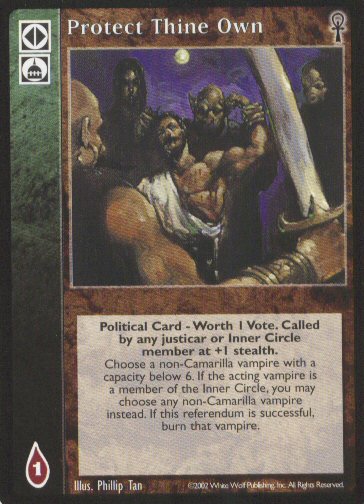 Protect Thine Own
Political Card - Worth 1 Vote. Called
by any justicar or Inner Circle
member at +1 stealth.
Choose a non-Camarilla vampire with a
capacity below 6. If the acting vampire is
a member of the Inner Circle, you may
choose any non-Camarilla vampire
instead. If this referendum is successful,
burn that vampire.
1
Illus. Phillip Tan
©2002 White Wolf Publishing, Inc. All Rights Reserved.